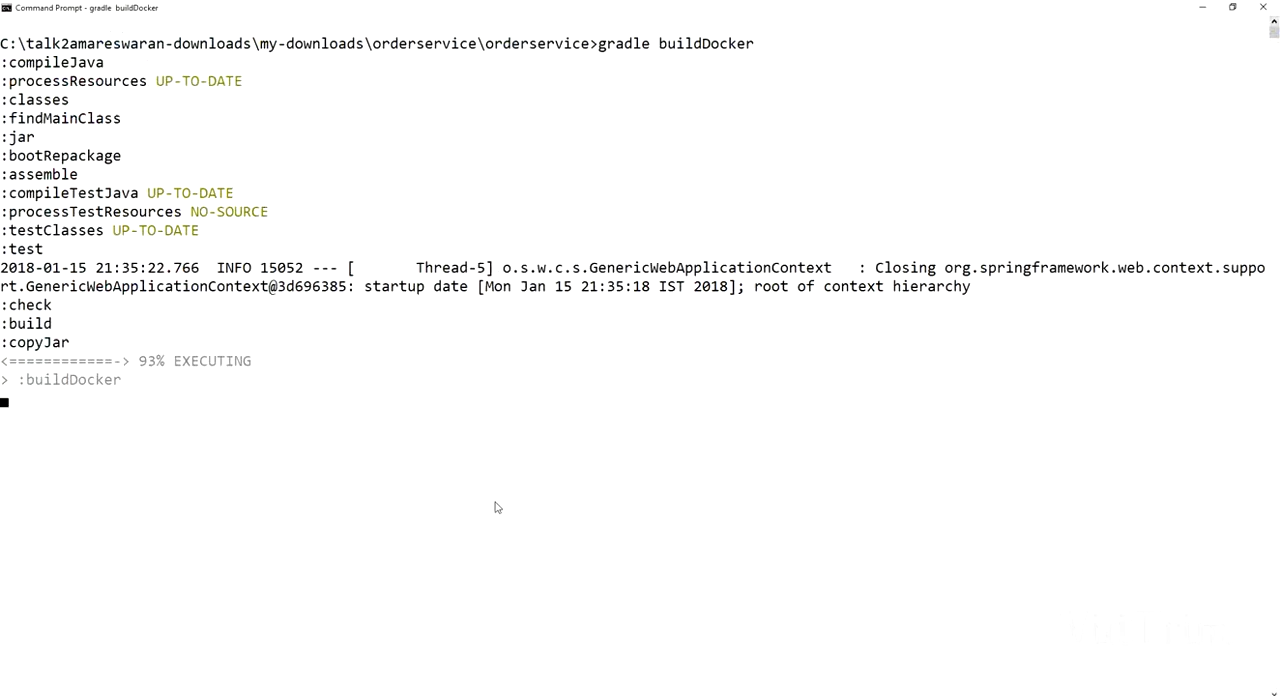 Command Prompt - gradle  buildDocker
C:\talk2amareswaran-downloads\my-downloads\orderservice\orderservice>gradle buildDocker
:compileJava
:processResources UP-TO-DATE
:classes
:findMainClass
:jar
:bootRepackage
:assemble
:compileTestJava UP-TO-DATE
:processTestResources NO-SOURCE
:testClasses UP-TO-DATE
:test
2018-01-15 21:35:22.766  INFO 15052 --- [       Thread-5] o.s.w.c.s.GenericWebApplicationContext   : Closing org.springframework.web.context.suppo
rt.GenericWebApplicationContext@3d696385: startup date [Mon Jan 15 21:35:18 IST 2018]; root of context hierarchy
:check
:build
:copyJar
<============-> 93% EXECUTING
> :buildDocker